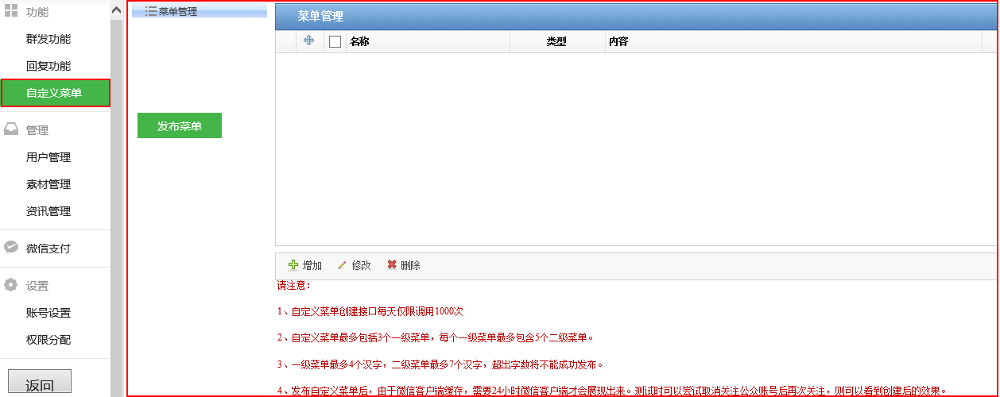 功能
群发功能
回复功能
自定义菜单
管理
用户管理
素材管理
资讯管理
微信支付
设置
账号设置
权限分配
返回
菜单管理
发布菜单
菜单管理
名称 类型 内容
增加 修改 删除
请注意：
1、自定义菜单创建接口每天仅限调用1000次
2、自定义菜单最多包括3个一级菜单，每个一级菜单最多包含5个二级菜单。
3、一级菜单最多4个汉字，二级菜单最多7个汉字，超出字数将不能成功发布。
4、发布自定义菜单后，由于微信客户端缓存，需要24小时微信客户端才会展现出来。测试时可以尝试取消关注公众账号后再次关注，则可以看到创建后的效果。